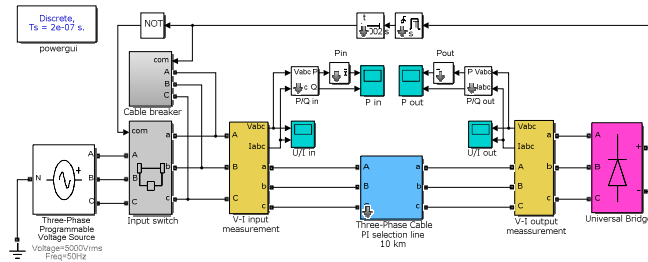 Discrete,
Ts = 2e-07 s.
powergui
NOT
t
s
com
A
B
C
Cable breaker
Pin
Vabc P
Q
P/Q in
P in
P out
Pout
P Vabc
Iabc
P/Q out
com
a
b
c
A
B
C
Input switch
N
A
B
C
Three-Phase
Programmable
Voltage Source
Voltage=5000Vrms
Freq=50Hz
Vabc
Iabc
A
B
C
a
b
c
V-I input
measurement
U/I in
A
B
C
a
b
c
Three-Phase Cable
PI selection line
10 km
U/I out
Vabc
Iabc
A
B
C
a
b
c
V-I output
meassurement
A
B
C
+
-
Universal Bridg